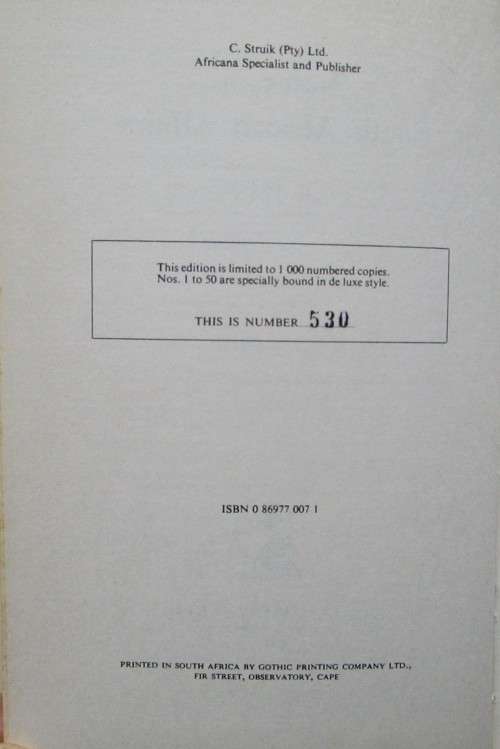 C. Struik (Pty) Ltd.
Africana Specialist and Publisher
This edition is limited to 1 000 numbered copies.
Nos. 1 to 50 are specially bound in de luxe style.
THIS IS NUMBER 530
ISBN 0 86977 007 1
PRINTED IN SOUTH AFRICA BY GOTHIC PRINTING COMPANY LTD.,
FIR STREET, OBSERVATORY, CAPE